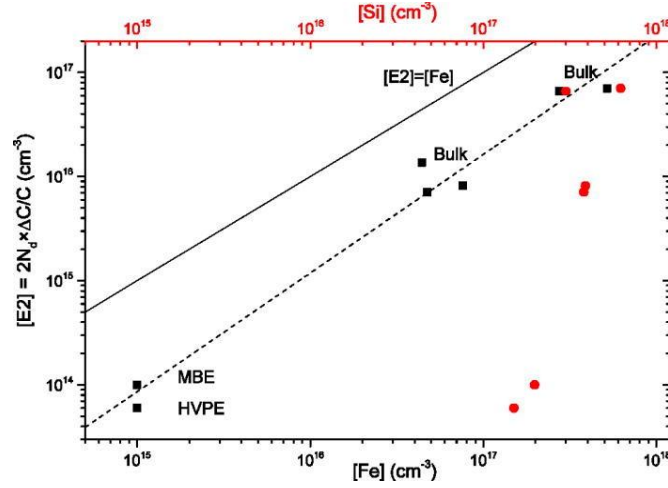 [Si] (cm⁻³)
10¹⁵ 10¹⁶ 10¹⁷ 10¹⁸
10¹⁷
[E2]=[Fe]
Bulk
10¹⁶
Bulk
[E2] = 2N_d×ΔC/C (cm⁻³)
10¹⁵
10¹⁴
MBE
HVPE
10¹⁵ 10¹⁶ 10¹⁷ 10¹⁸
[Fe] (cm⁻³)